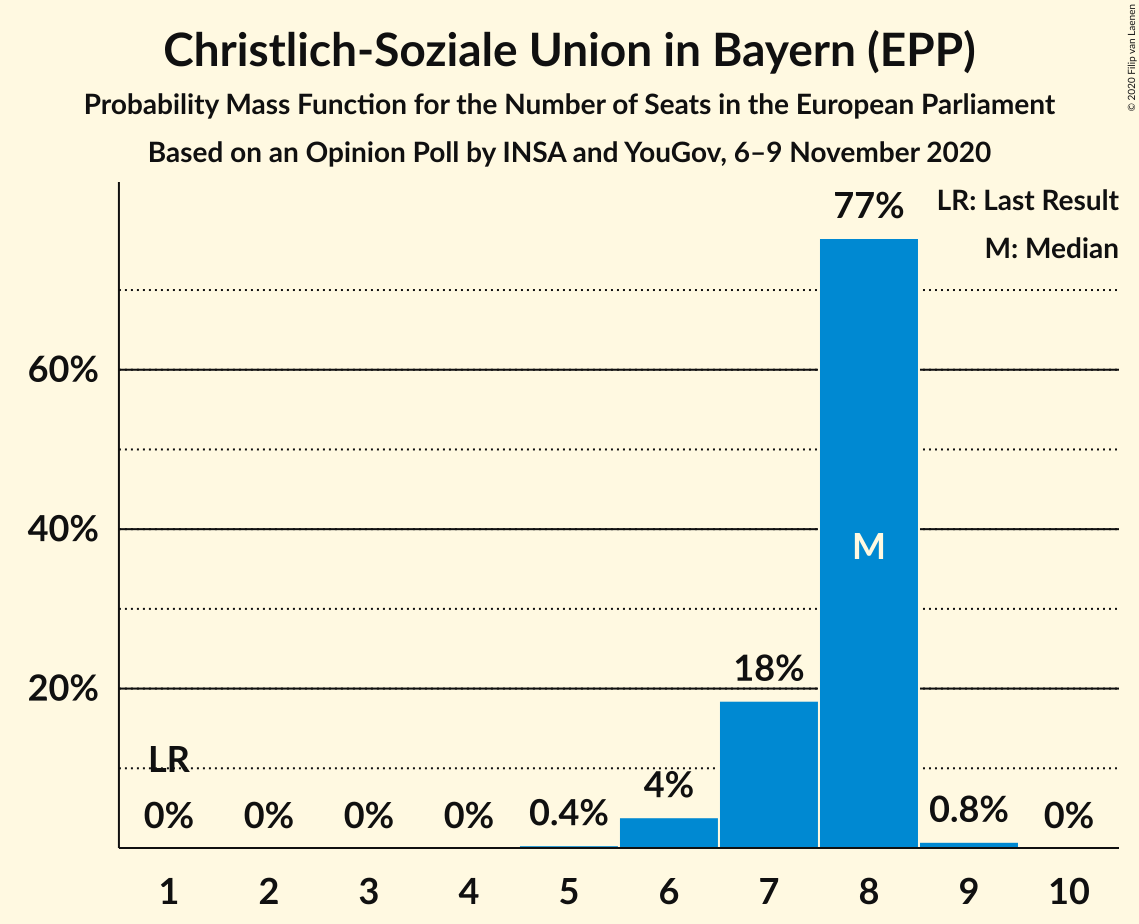 Christlich-Soziale Union in Bayern (EPP)
Probability Mass Function for the Number of Seats in the European Parliament
Based on an Opinion Poll by INSA and YouGov, 6–9 November 2020
© 2020 Filip van Laenen
LR: Last Result
M: Median
77%
60%
40%
M
18%
20%
LR
0%
0%
0%
0%
0.4%
4%
0.8%
0%
1 2 3 4 5 6 7 8 9 10